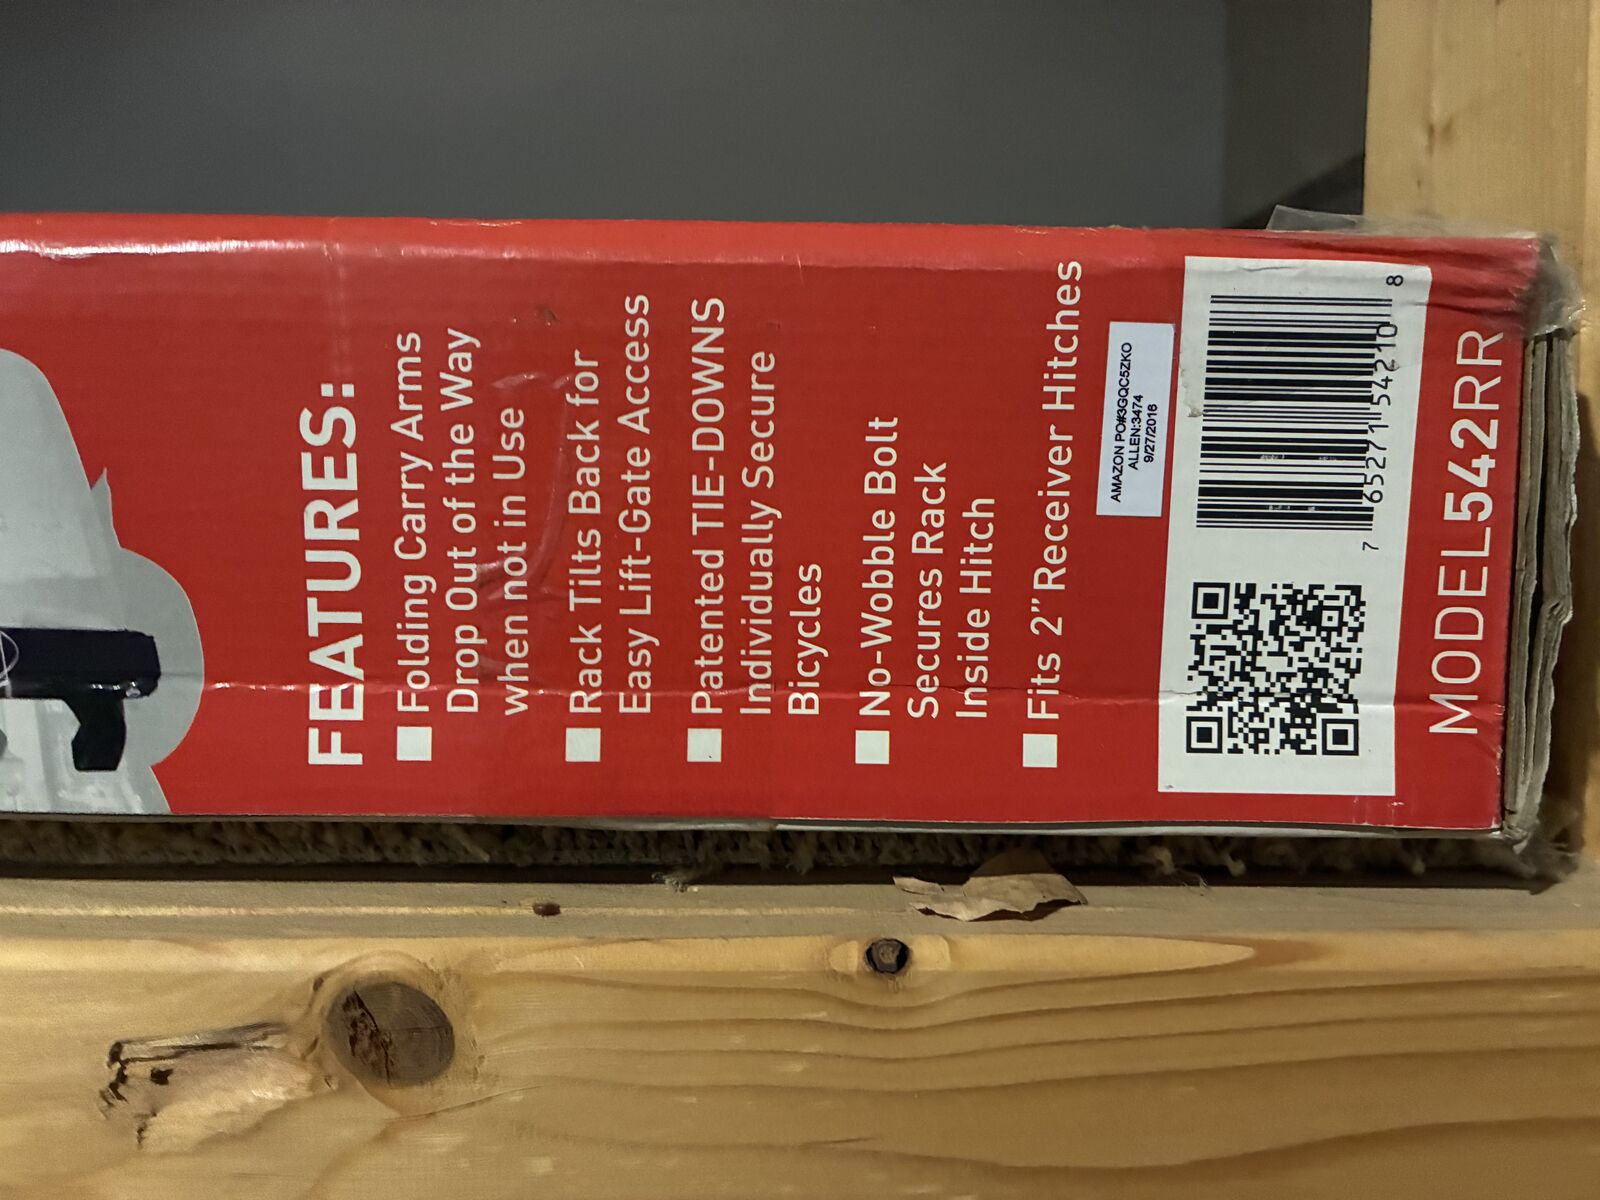 FEATURES:
Folding Carry Arms
Drop Out of the Way
when not in Use
Rack Tilts Back for
Easy Lift-Gate Access
Patented TIE-DOWNS
Individually Secure
Bicycles
No-Wobble Bolt
Secures Rack
Inside Hitch
Fits 2" Receiver Hitches
AMAZON PO#3GQC5ZKO
ALLEN:3474
9/27/2016
7 65271 54210 8
MODEL542RR